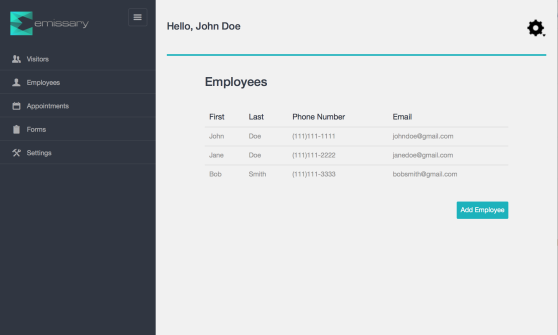 emissary
Hello, John Doe
Visitors
Employees
Appointments
Forms
Settings
Employees
First Last Phone Number Email
John Doe (111)111-1111 johndoe@gmail.com
Jane Doe (111)111-2222 janedoe@gmail.com
Bob Smith (111)111-3333 bobsmith@gmail.com
Add Employee